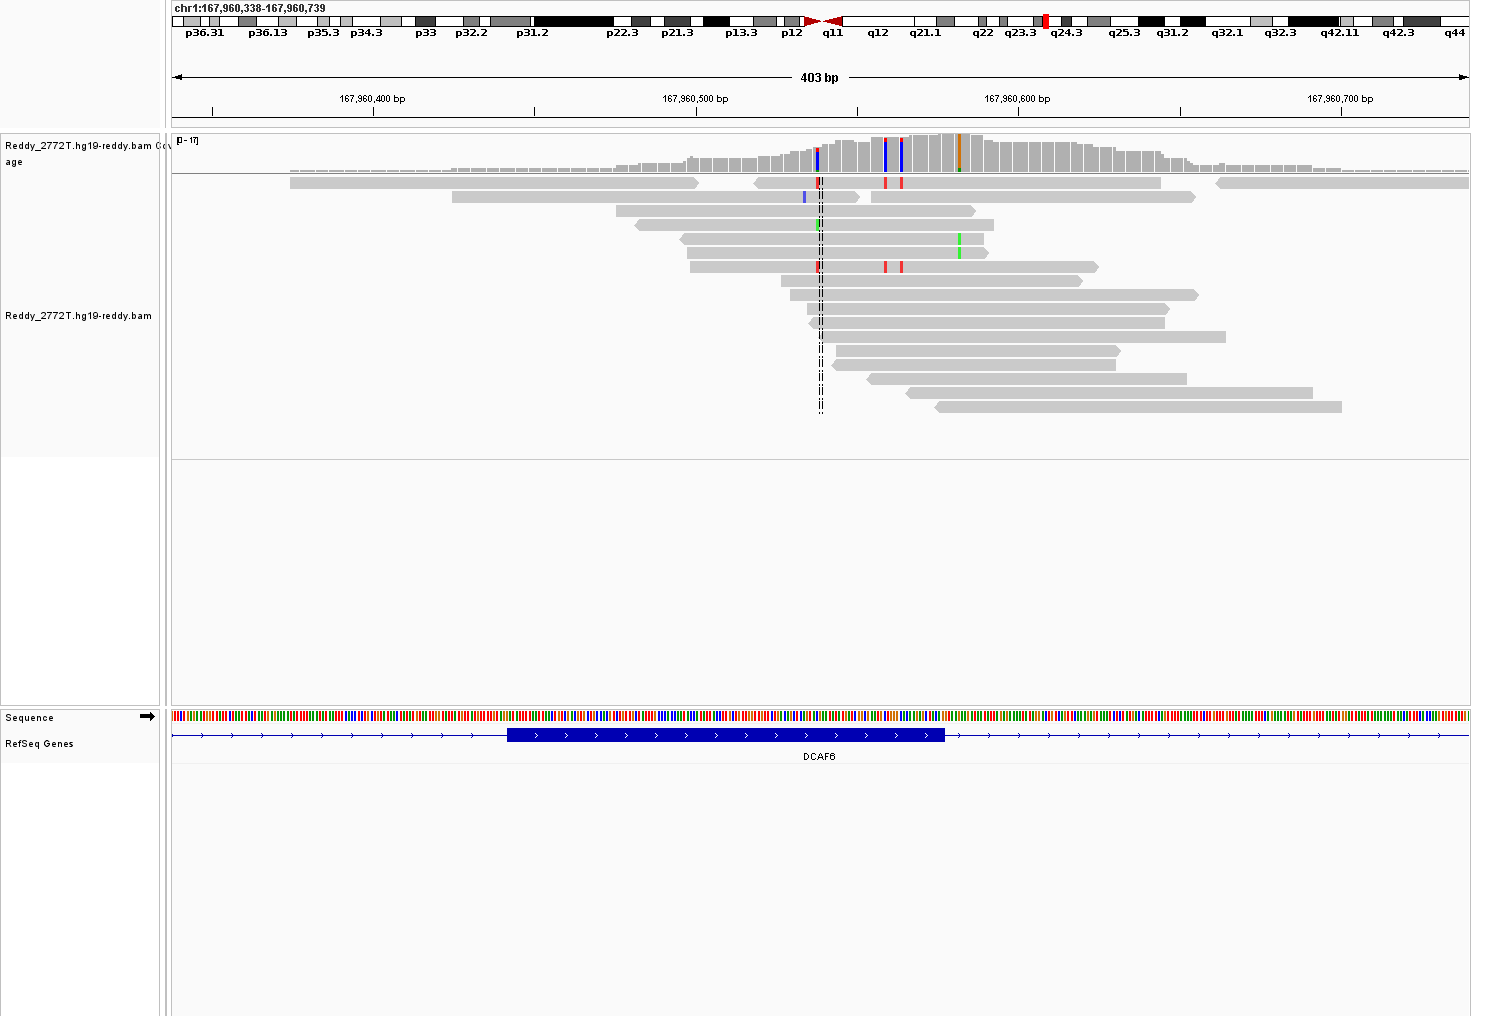 chr1:167,960,338-167,960,739
p36.31 p36.13 p35.3 p34.3 p33 p32.2 p31.2 p22.3 p21.3 p13.3 p12 q11 q12 q21.1 q22 q23.3 q24.3 q25.3 q31.2 q32.1 q32.3 q42.11 q42.3 q44
403 bp
167,960,400 bp 167,960,500 bp 167,960,600 bp 167,960,700 bp
Reddy_2772T.hg19-reddy.bam Cov
age
[0 - 17]
Reddy_2772T.hg19-reddy.bam
Sequence
RefSeq Genes
DCAF6